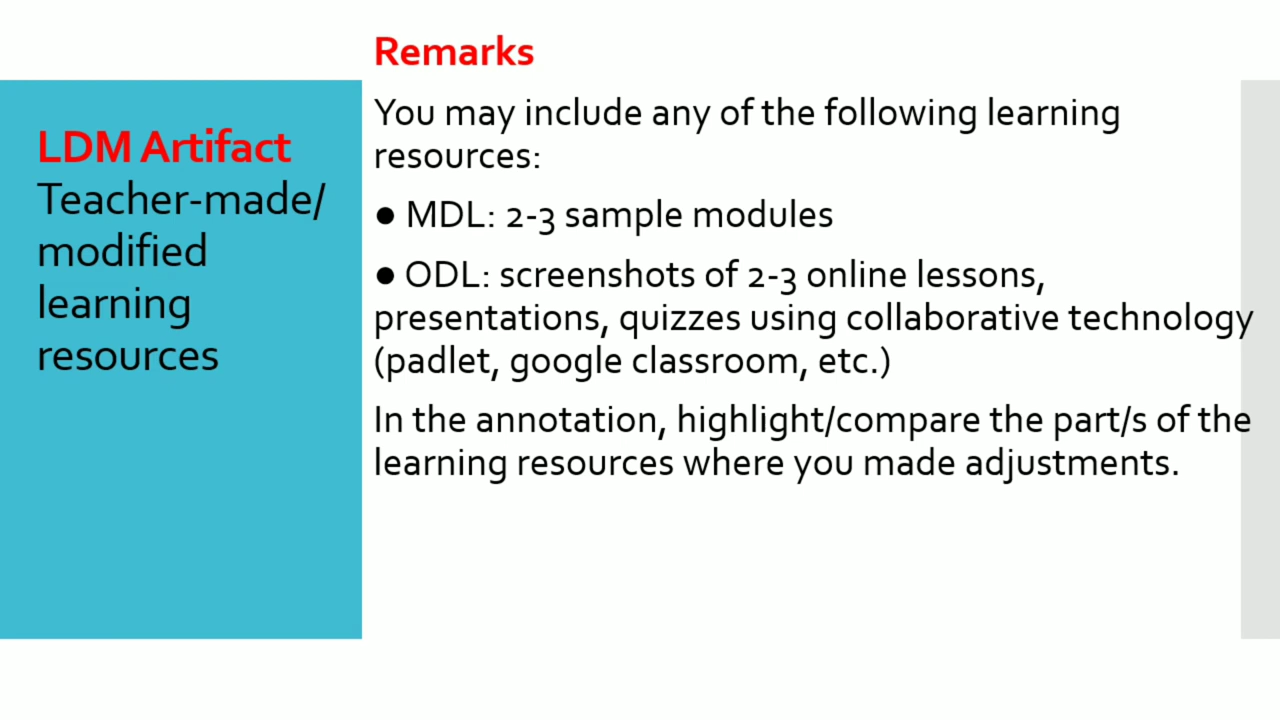 LDM Artifact
Teacher-made/
modified
learning
resources
Remarks
You may include any of the following learning
resources:
● MDL: 2-3 sample modules
● ODL: screenshots of 2-3 online lessons,
presentations, quizzes using collaborative technology
(padlet, google classroom, etc.)
In the annotation, highlight/compare the part/s of the
learning resources where you made adjustments.